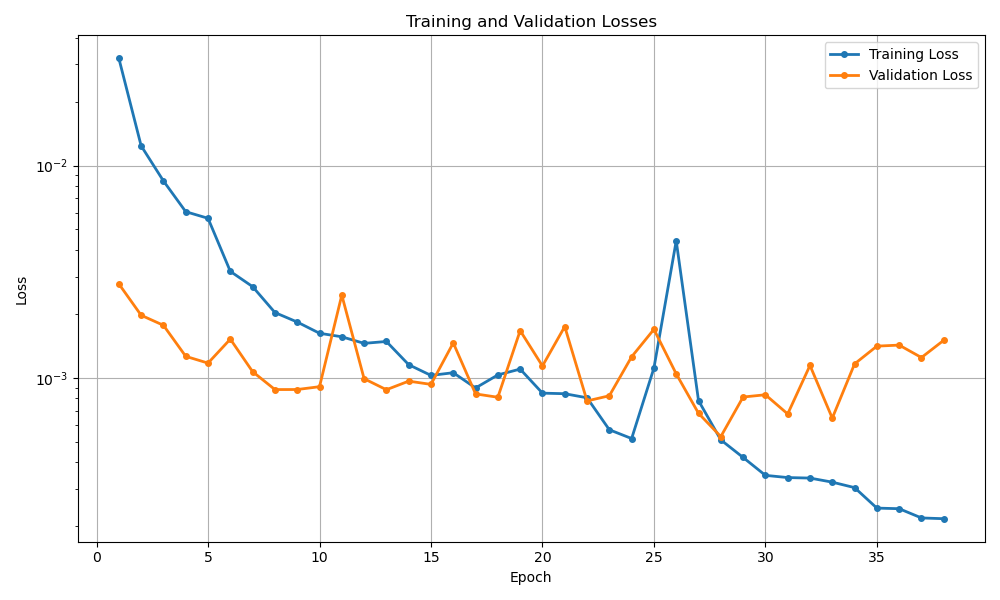 Training and Validation Losses
Training Loss
Validation Loss
10⁻²
10⁻³
Loss
0 5 10 15 20 25 30 35
Epoch